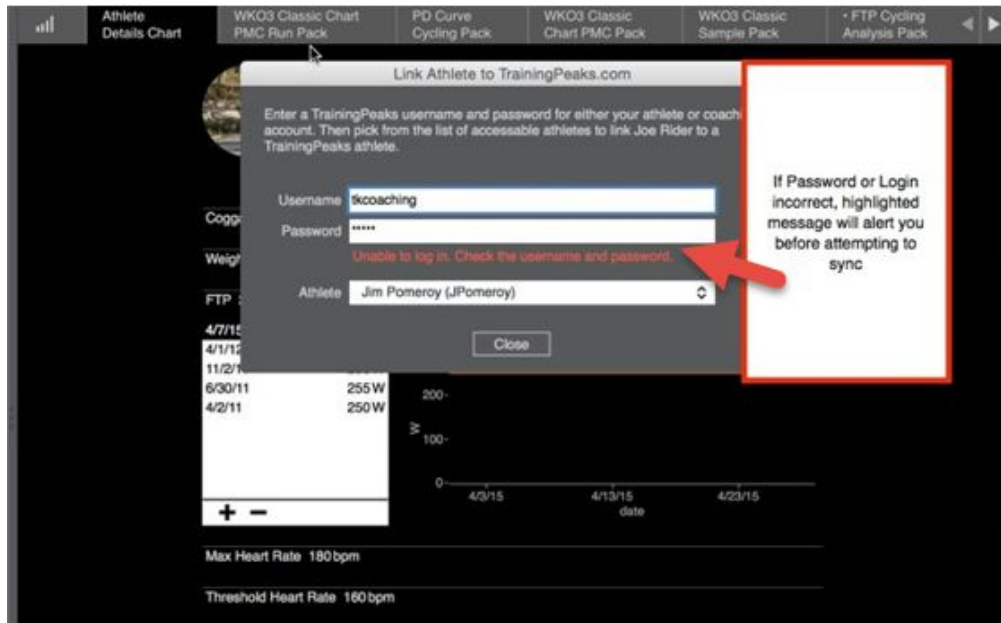 Athlete
Details Chart
WKO3 Classic Chart
PMC Run Pack
PD Curve
Cycling Pack
WKO3 Classic
Chart PMC Pack
WKO3 Classic
Sample Pack
• FTP Cycling
Analysis Pack
Link Athlete to TrainingPeaks.com
Enter a TrainingPeaks username and password for either your athlete or coach
account. Then pick from the list of accessable athletes to link Joe Rider to a
TrainingPeaks athlete.
Username tkcoaching
Password •••••
Unable to log in. Check the username and password.
Athlete Jim Pomeroy (JPomeroy)
Close
If Password or Login
incorrect, highlighted
message will alert you
before attempting to
sync
FTP
4/7/15
4/1/12
11/2/1
6/30/11 255 W
4/2/11 250 W
+ −
200
100
0
W
4/3/15 4/13/15 4/23/15
date
Max Heart Rate 180 bpm
Threshold Heart Rate 160 bpm